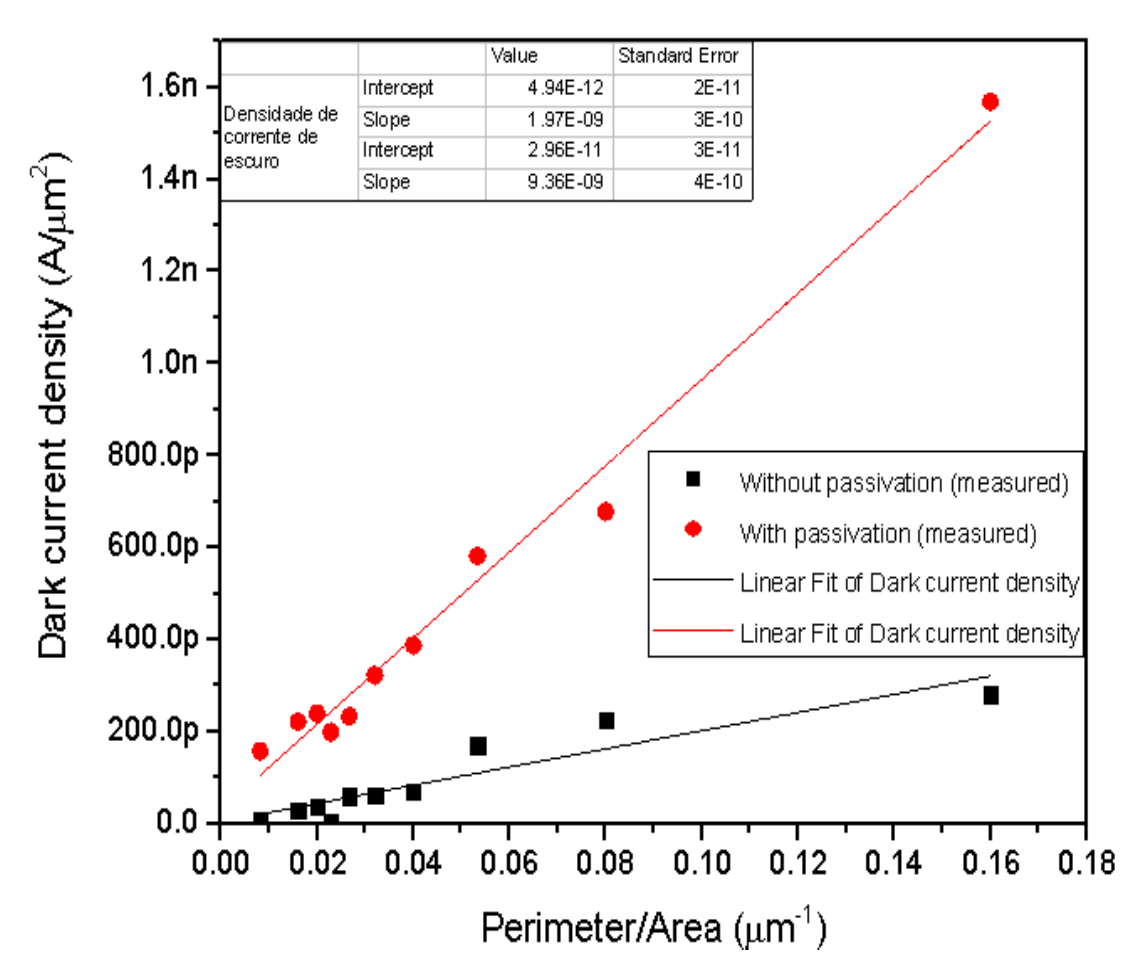 Value Standard Error
Densidade de corrente de escuro
Intercept 4.94E-12 2E-11
Slope 1.97E-09 3E-10
Intercept 2.96E-11 3E-11
Slope 9.36E-09 4E-10
Dark current density (A/μm²)
1.6n
1.4n
1.2n
1.0n
800.0p
600.0p
400.0p
200.0p
0.0
Without passivation (measured)
With passivation (measured)
Linear Fit of Dark current density
Linear Fit of Dark current density
0.00 0.02 0.04 0.06 0.08 0.10 0.12 0.14 0.16 0.18
Perimeter/Area (μm⁻¹)